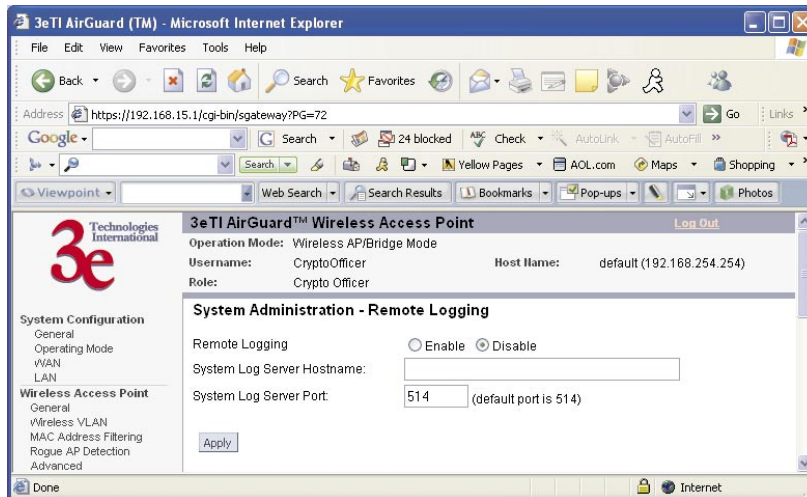 3eTI AirGuard (TM) - Microsoft Internet Explorer
File Edit View Favorites Tools Help
Back Search Favorites
Address https://192.168.15.1/cgi-bin/sgateway?PG=72 Go Links »
Google Search 24 blocked ABC Check AutoLink AutoFill »
Search Yellow Pages AOL.com Maps Shopping
Viewpoint Web Search Search Results Bookmarks Pop-ups Photos
3e Technologies International
3eTI AirGuard™ Wireless Access Point Log Out
Operation Mode: Wireless AP/Bridge Mode
Username: CryptoOfficer Host Name: default (192.168.254.254)
Role: Crypto Officer
System Configuration
General
Operating Mode
WAN
LAN
Wireless Access Point
General
Wireless VLAN
MAC Address Filtering
Rogue AP Detection
Advanced
System Administration - Remote Logging
Remote Logging Enable Disable
System Log Server Hostname:
System Log Server Port: 514 (default port is 514)
Apply
Done Internet